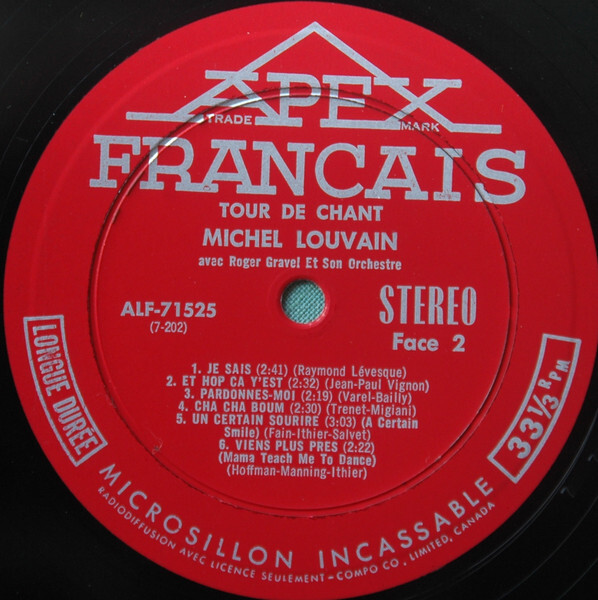 APEX
TRADE MARK
FRANCAIS
TOUR DE CHANT
MICHEL LOUVAIN
avec Roger Gravel Et Son Orchestre
ALF-71525
(7-202)
STEREO
Face 2
1. JE SAIS (2:41) (Raymond Lévesque)
2. ET HOP CA Y'EST (2:32) (Jean-Paul Vignon)
3. PARDONNES-MOI (2:19) (Varel-Bailly)
4. CHA CHA BOUM (2:30) (Trenet-Migiani)
5. UN CERTAIN SOURIRE (3:03) (A Certain
Smile) (Fain-Ithier-Salvet)
6. VIENS PLUS PRES (2:22)
(Mama Teach Me To Dance)
(Hoffman-Manning-Ithier)
LONGUE DURÉE
33 1/3 RPM
MICROSILLON INCASSABLE
RADIODIFFUSION AVEC LICENCE SEULEMENT–COMPO CO. LIMITED, CANADA